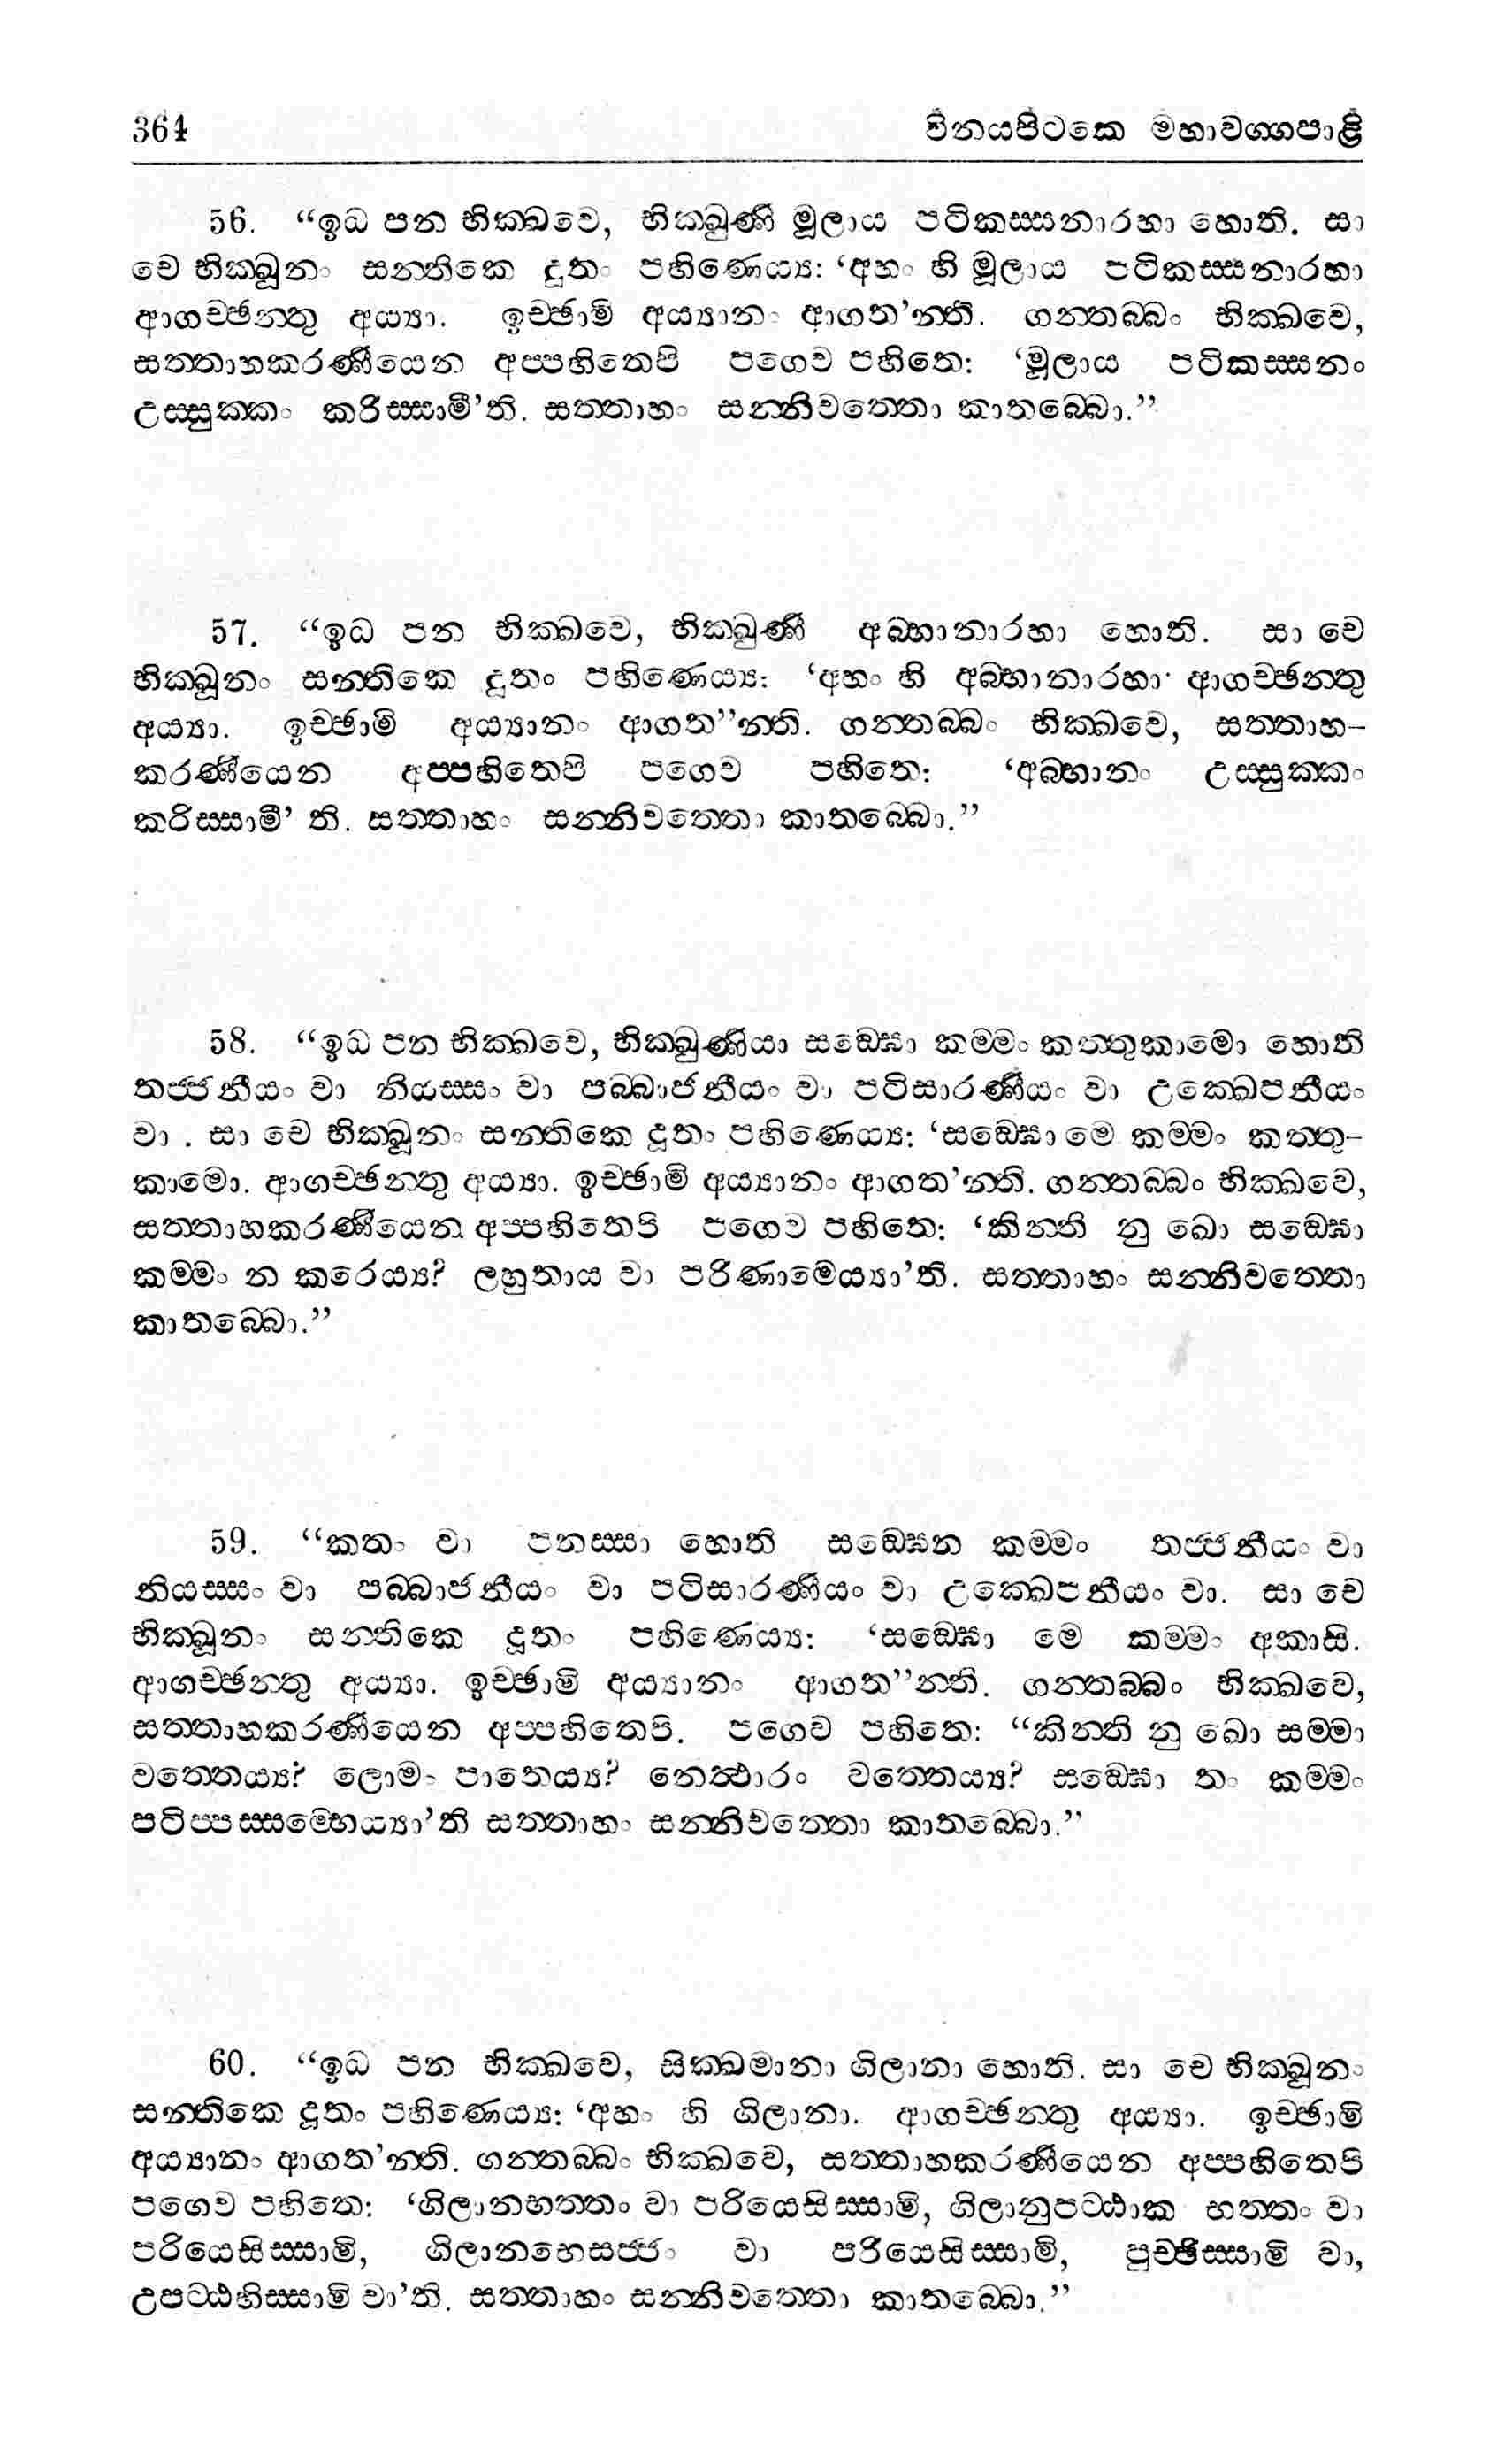 364 විනයපිටකෙ මහාවග්ගපාළි
56. “ඉධ පන භික්ඛවෙ, භික්ඛුණී මූලාය පටිකස්සනාරහා හොති. සා
චෙ භික්ඛූනං සන්තිකෙ දූතං පහිණෙය්‍ය: ‘අහං හි මූලාය පටිකස්සනාරහා
ආගච්ඡන්තු අය්‍යා. ඉච්ඡාමි අය්‍යානං ආගත’න්ති. ගන්තබ්බං භික්ඛවෙ,
සත්තාහකරණීයෙන අප්පහිතෙපි පගෙව පහිතෙ: ‘මූලාය පටිකස්සනං
උස්සුක්කං කරිස්සාමී’ති. සත්තාහං සන්නිවත්තො කාතබ්බො.”
57. “ඉධ පන භික්ඛවෙ, භික්ඛුණී අබ්භානාරහා හොති. සා චෙ
භික්ඛූනං සන්තිකෙ දූතං පහිණෙය්‍ය: ‘අහං හි අබ්භානාරහා· ආගච්ඡන්තු
අය්‍යා. ඉච්ඡාමි අය්‍යානං ආගත”න්ති. ගන්තබ්බං භික්ඛවෙ, සත්තාහ-
කරණීයෙන අප්පහිතෙපි පගෙව පහිතෙ: ‘අබ්භානං උස්සුක්කං
කරිස්සාමී’ ති. සත්තාහං සන්නිවත්තො කාතබ්බො.”
58. “ඉධ පන භික්ඛවෙ, භික්ඛුණියා සඞ්ඝො කම්මං කත්තුකාමො හොති
තජ්ජනීයං වා නියස්සං වා පබ්බාජනීයං වා පටිසාරණීයං වා උක්ඛෙපනීයං
වා . සා චෙ භික්ඛූනං සන්තිකෙ දූතං පහිණෙය්‍ය: ‘සඞ්ඝො මෙ කම්මං කත්තු-
කාමො. ආගච්ඡන්තු අය්‍යා. ඉච්ඡාමි අය්‍යානං ආගත’න්ති. ගන්තබ්බං භික්ඛවෙ,
සත්තාහකරණීයෙන අප්පහිතෙපි පගෙව පහිතෙ: ‘කින්ති නු ඛො සඞ්ඝො
කම්මං න කරෙය්‍ය? ලහුතාය වා පරිණාමෙය්‍යා’ති. සත්තාහං සන්නිවත්තො
කාතබ්බො.”
59. “කතං වා පනස්සා හොති සඞ්ඝෙන කම්මං තජ්ජනීයං වා
නියස්සං වා පබ්බාජනීයං වා පටිසාරණියං වා උක්ඛෙපනීයං වා. සා චෙ
භික්ඛූනං සන්තිකෙ දූතං පහිණෙය්‍ය: ‘සඞ්ඝො මෙ කම්මං අකාසි.
ආගච්ඡන්තු අය්‍යා. ඉච්ඡාමි අය්‍යානං ආගත”න්ති. ගන්තබ්බං භික්ඛවෙ,
සත්තාහකරණීයෙන අප්පහිතෙපි. පගෙව පහිතෙ: “කින්ති නු ඛො සම්මා
වත්තෙය්‍ය? ලොමං පාතෙය්‍ය? නෙත්ථාරං වත්තෙය්‍ය? සඞ්ඝො තං කම්මං
පටිප්පස්සම්භෙය්‍යා’ති සත්තාහං සන්නිවත්තො කාතබ්බො.”
60. “ඉධ පන භික්ඛවෙ, සික්ඛමානා ගිලානා හොති. සා චෙ භික්ඛූනං
සන්තිකෙ දූතං පහිණෙය්‍ය: ‘අහං හි ගිලානා. ආගච්ඡන්තු අය්‍යා. ඉච්ඡාමි
අය්‍යානං ආගත’න්ති. ගන්තබ්බං භික්ඛවෙ, සත්තාහකරණීයෙන අප්පහිතෙපි
පගෙව පහිතෙ: ‘ගිලානභත්තං වා පරියෙසිස්සාමි, ගිලානුපට්ඨාක භත්තං වා
පරියෙසිස්සාමි, ගිලානභෙසජ්ජං වා පරියෙසිස්සාමි, පුච්ඡිස්සාමි වා,
උපට්ඨහිස්සාමි වා’ති. සත්තාහං සන්නිවත්තො කාතබ්බො.”